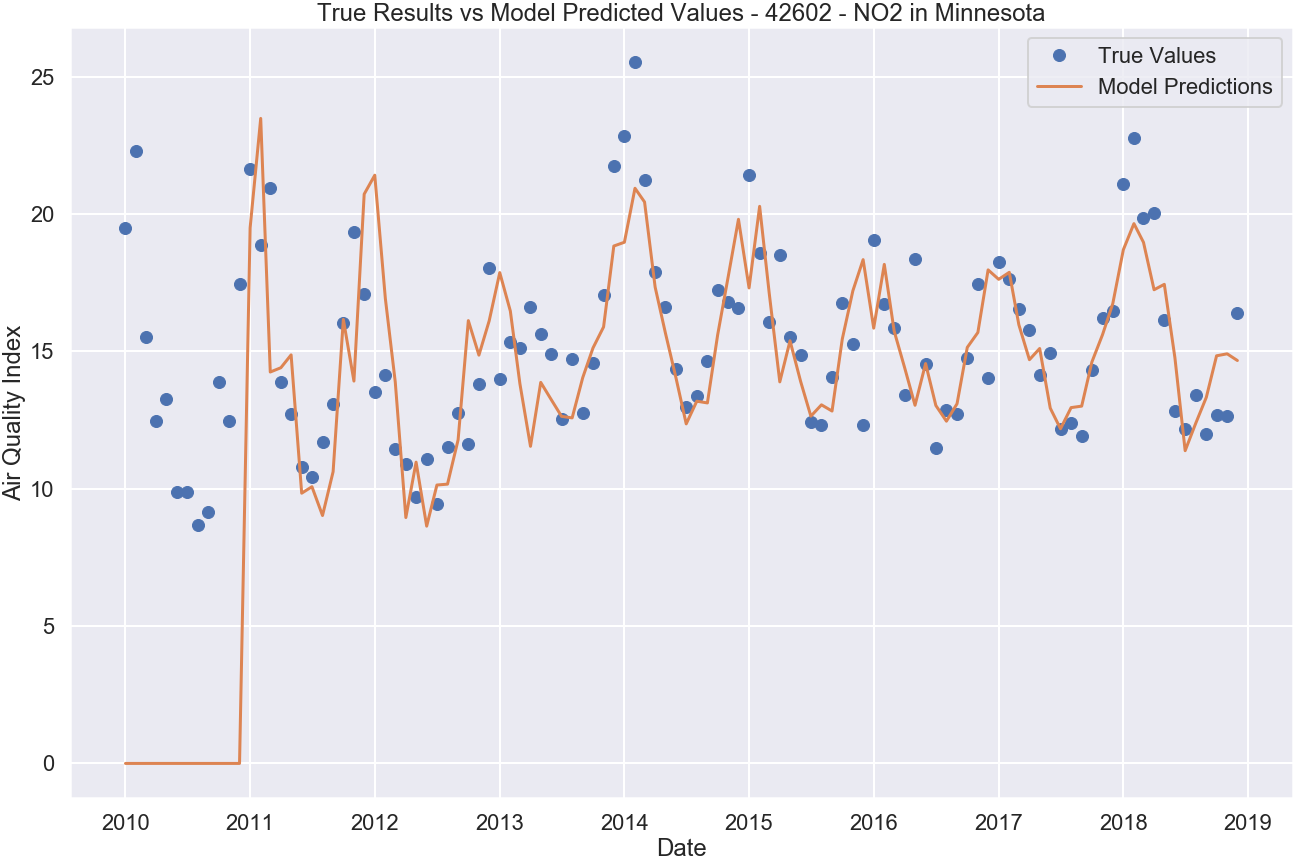 True Results vs Model Predicted Values - 42602 - NO2 in Minnesota
True Values
Model Predictions
Air Quality Index
25
20
15
10
5
0
2010 2011 2012 2013 2014 2015 2016 2017 2018 2019
Date